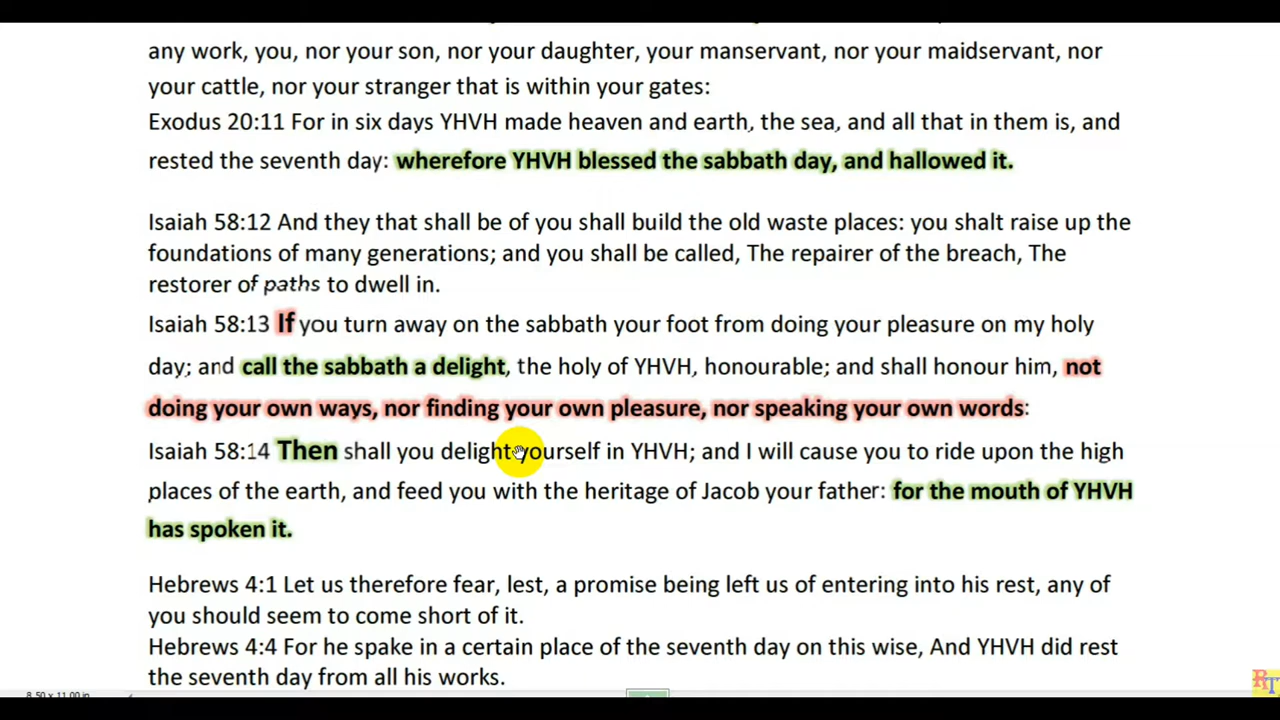 any work, you, nor your son, nor your daughter, your manservant, nor your maidservant, nor
your cattle, nor your stranger that is within your gates:
Exodus 20:11 For in six days YHVH made heaven and earth, the sea, and all that in them is, and
rested the seventh day: wherefore YHVH blessed the sabbath day, and hallowed it.
Isaiah 58:12 And they that shall be of you shall build the old waste places: you shalt raise up the
foundations of many generations; and you shall be called, The repairer of the breach, The
restorer of paths to dwell in.
Isaiah 58:13 If you turn away on the sabbath your foot from doing your pleasure on my holy
day; and call the sabbath a delight, the holy of YHVH, honourable; and shall honour him, not
doing your own ways, nor finding your own pleasure, nor speaking your own words:
Isaiah 58:14 Then shall you delight yourself in YHVH; and I will cause you to ride upon the high
places of the earth, and feed you with the heritage of Jacob your father: for the mouth of YHVH
has spoken it.
Hebrews 4:1 Let us therefore fear, lest, a promise being left us of entering into his rest, any of
you should seem to come short of it.
Hebrews 4:4 For he spake in a certain place of the seventh day on this wise, And YHVH did rest
the seventh day from all his works.
8.50 x 11.00 in
RT